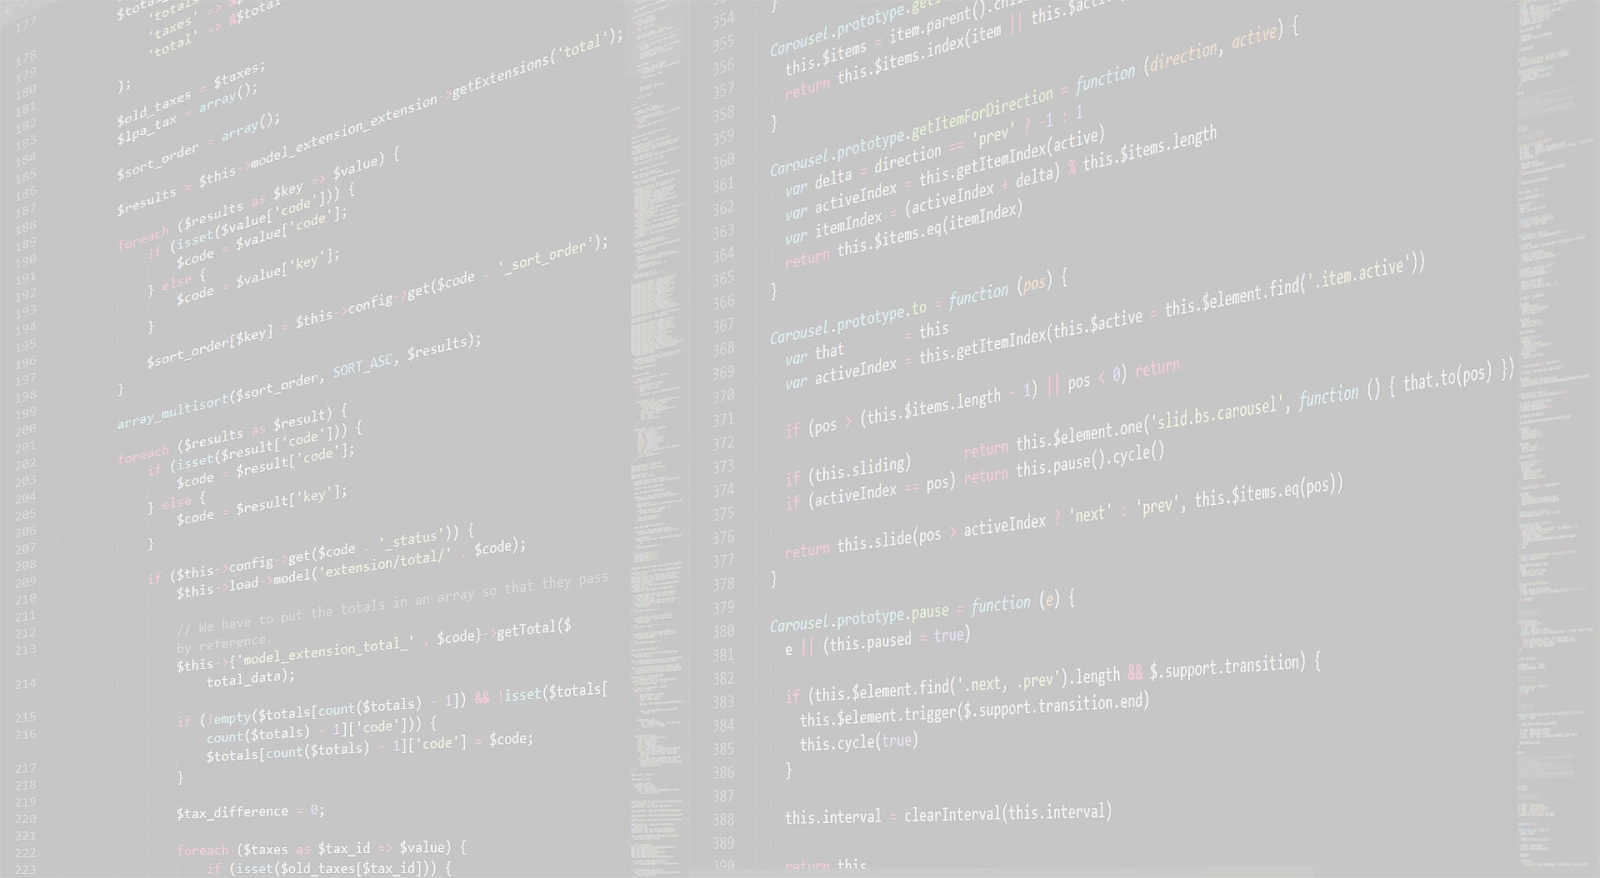 177
178
179
180
181
182
183
184
185
186
187
188
189
190
191
192
193
194
195
196
197
198
199
200
201
202
203
204
205
206
207
208
209
210
211
212
213
214
215
216
217
218
219
220
221
222
223
'totals' => &
'taxes' => &$total
'total' => &$
);
$old_taxes = $taxes;
$lpa_tax = array();
$sort_order = array();
$results = $this->model_extension_extension->getExtensions('total');
foreach ($results as $key => $value) {
if (isset($value['code'])) {
$code = $value['code'];
} else {
$code = $value['key'];
}
$sort_order[$key] = $this->config->get($code . '_sort_order');
}
array_multisort($sort_order, SORT_ASC, $results);
foreach ($results as $result) {
if (isset($result['code'])) {
$code = $result['code'];
} else {
$code = $result['key'];
}
if ($this->config->get($code . '_status')) {
$this->load->model('extension/total/' . $code);
// We have to put the totals in an array so that they pass
by reference.
$this->{'model_extension_total_' . $code}->getTotal($
total_data);
if (!empty($totals[count($totals) - 1]) && !isset($totals[
count($totals) - 1]['code'])) {
$totals[count($totals) - 1]['code'] = $code;
}
$tax_difference = 0;
foreach ($taxes as $tax_id => $value) {
if (isset($old_taxes[$tax_id])) {
354
355
356
357
358
359
360
361
362
363
364
365
366
367
368
369
370
371
372
373
374
375
376
377
378
379
380
381
382
383
384
385
386
387
388
389
390
}
Carousel.prototype.
this.$items = item.parent().
return this.$items.index(item || this.
}
Carousel.prototype.getItemForDirection = function (direction, active) {
var delta = direction == 'prev' ? -1 : 1
var activeIndex = this.getItemIndex(active)
var itemIndex = (activeIndex + delta) % this.$items.length
return this.$items.eq(itemIndex)
}
Carousel.prototype.to = function (pos) {
var that = this
var activeIndex = this.getItemIndex(this.$active = this.$element.find('.item.active'))
if (pos > (this.$items.length - 1) || pos < 0) return
if (this.sliding) return this.$element.one('slid.bs.carousel', function () { that.to(pos) })
if (activeIndex == pos) return this.pause().cycle()
return this.slide(pos > activeIndex ? 'next' : 'prev', this.$items.eq(pos))
}
Carousel.prototype.pause = function (e) {
e || (this.paused = true)
if (this.$element.find('.next, .prev').length && $.support.transition) {
this.$element.trigger($.support.transition.end)
this.cycle(true)
}
this.interval = clearInterval(this.interval)
return this